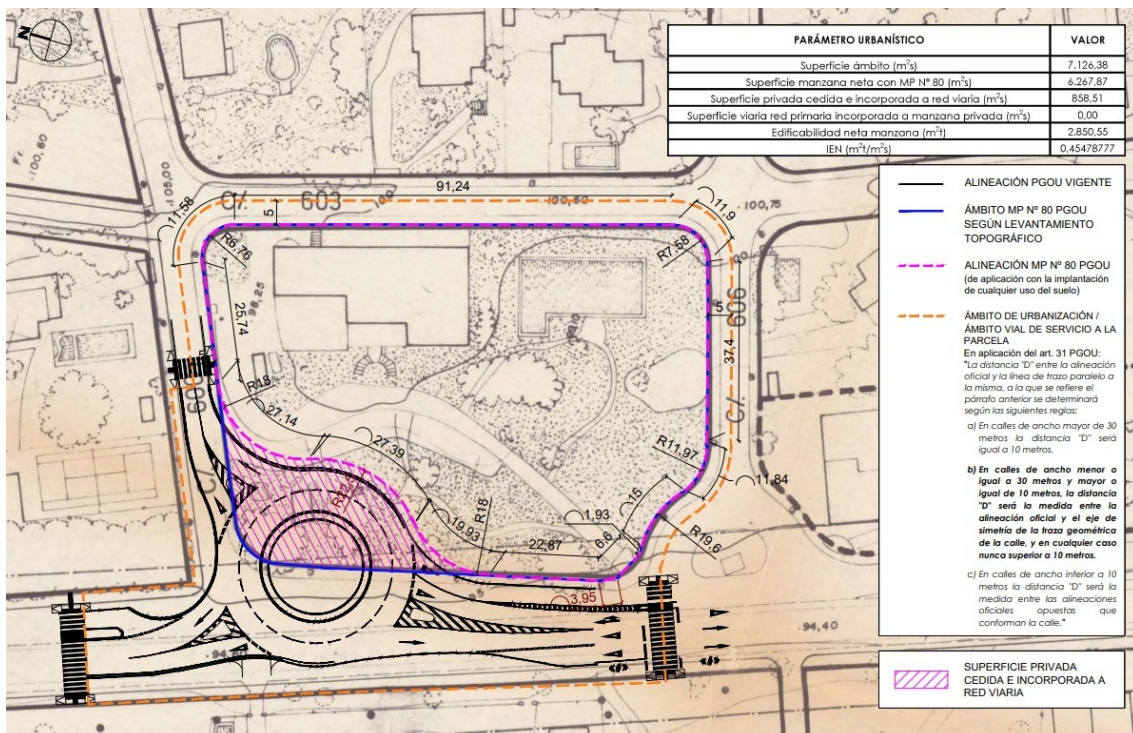 N
PARÁMETRO URBANÍSTICO VALOR
Superficie ámbito (m²s) 7.126,38
Superficie manzana neta con MP Nº 80 (m²s) 6.267,87
Superficie privada cedida e incorporada a red viaria (m²s) 858,51
Superficie viaria red primaria incorporada a manzana privada (m²s) 0,00
Edificabilidad neta manzana (m²t) 2.850,55
IEN (m²t/m²s) 0,45478777
ALINEACIÓN PGOU VIGENTE
ÁMBITO MP Nº 80 PGOU
SEGÚN LEVANTAMIENTO
TOPOGRÁFICO
ALINEACIÓN MP Nº 80 PGOU
(de aplicación con la implantación
de cualquier uso del suelo)
ÁMBITO DE URBANIZACIÓN /
ÁMBITO VIAL DE SERVICIO A LA
PARCELA
En aplicación del art. 31 PGOU:
"La distancia "D" entre la alineación
oficial y la línea de trazo paralelo a
la misma, a la que se refiere el
párrafo anterior se determinará
según las siguientes reglas:
a) En calles de ancho mayor de 30
metros la distancia "D" será
igual a 10 metros.
b) En calles de ancho menor o
igual a 30 metros y mayor o
igual de 10 metros, la distancia
"D" será la medida entre la
alineación oficial y el eje de
simetría de la traza geométrica
de la calle, y en cualquier caso
nunca superior a 10 metros.
c) En calles de ancho inferior a 10
metros la distancia "D" será la
medida entre las alineaciones
oficiales opuestas que
conforman la calle."
SUPERFICIE PRIVADA
CEDIDA E INCORPORADA A
RED VIARIA
Fr. 100,60
105,00
11,58
C/. 603
5
91,24
100,50
11,9
100,75
R6,76
R7,58
98,25
25,74
5
C/. 606
37,4
R18
27,14
27,39
R11,97
11,84
15
R18
19,93
1,93
6,6
22,87
R19,6
3,95
94,40